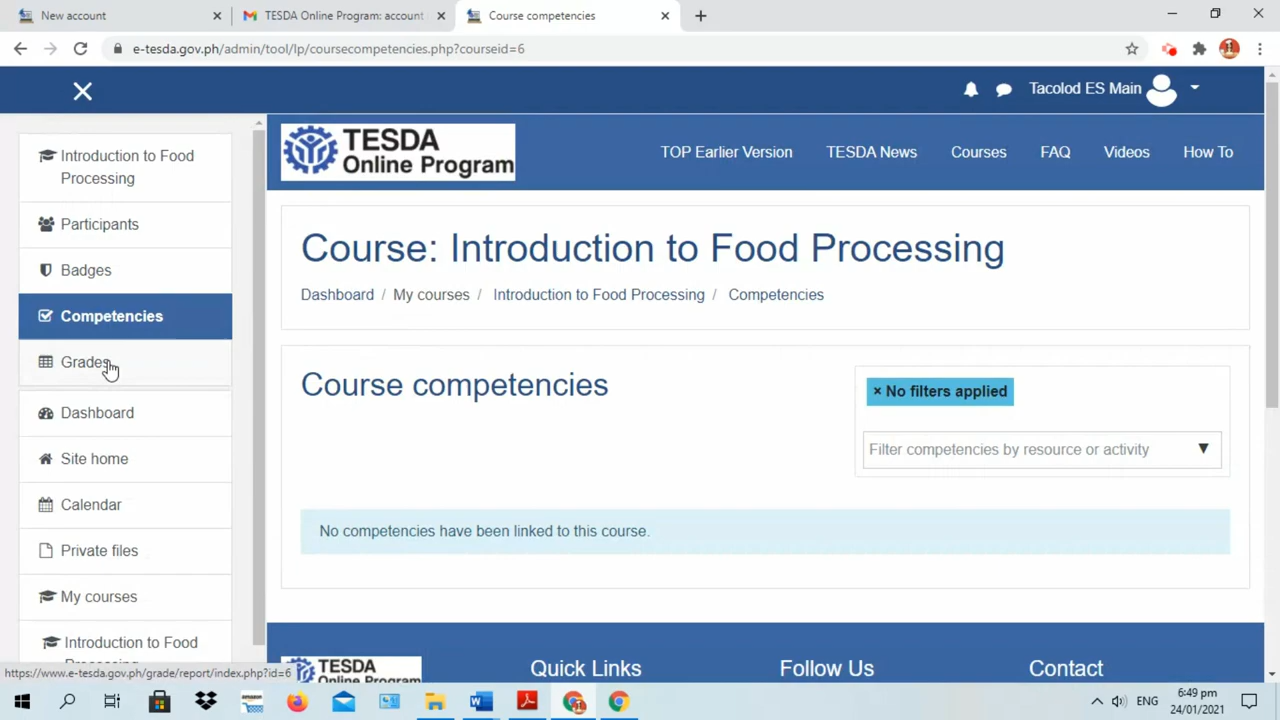 New account
TESDA Online Program: account
Course competencies
e-tesda.gov.ph/admin/tool/lp/coursecompetencies.php?courseid=6
Tacolod ES Main
TESDA
Online Program
TOP Earlier Version
TESDA News
Courses
FAQ
Videos
How To
Introduction to Food
Processing
Participants
Badges
Competencies
Grades
Dashboard
Site home
Calendar
Private files
My courses
Introduction to Food
Course: Introduction to Food Processing
Dashboard / My courses / Introduction to Food Processing / Competencies
Course competencies
× No filters applied
Filter competencies by resource or activity ▼
No competencies have been linked to this course.
TESDA
Online Program
Quick Links
Follow Us
Contact
https://www.e-tesda.gov.ph/grade/report/index.php?id=6
ENG
6:49 pm
24/01/2021